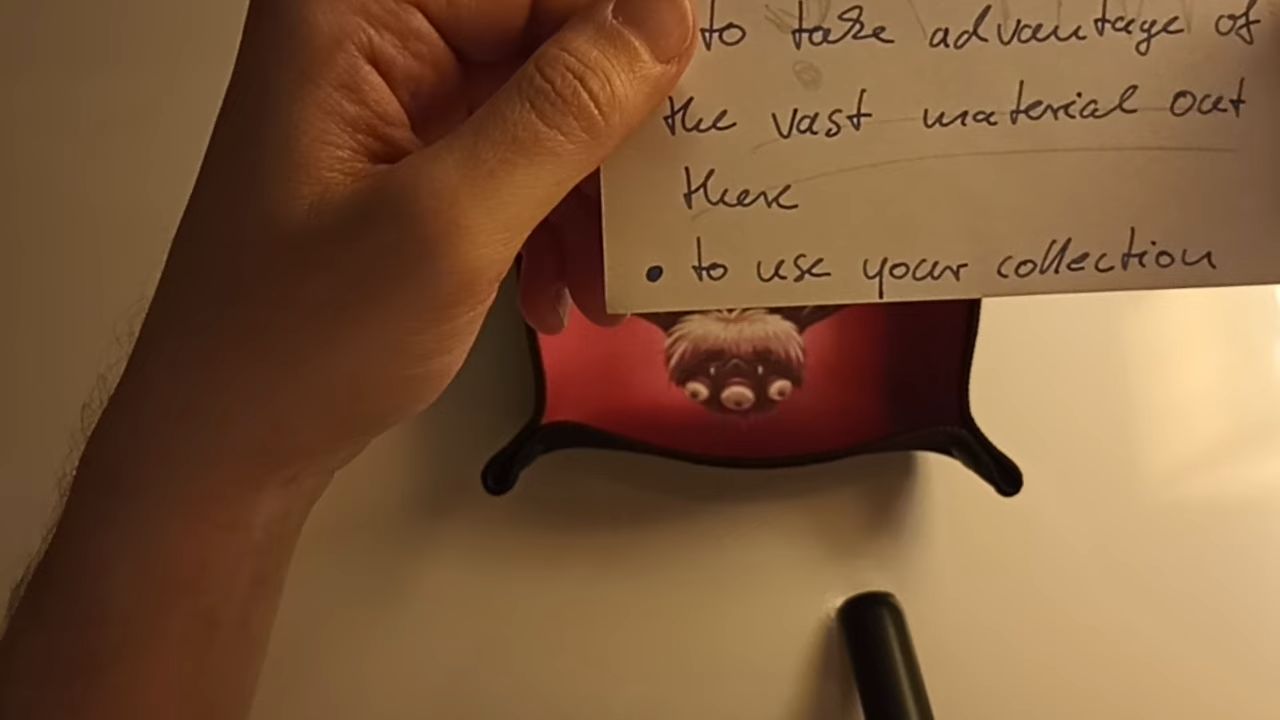 to take advantage of
the vast material out
there
• to use your collection